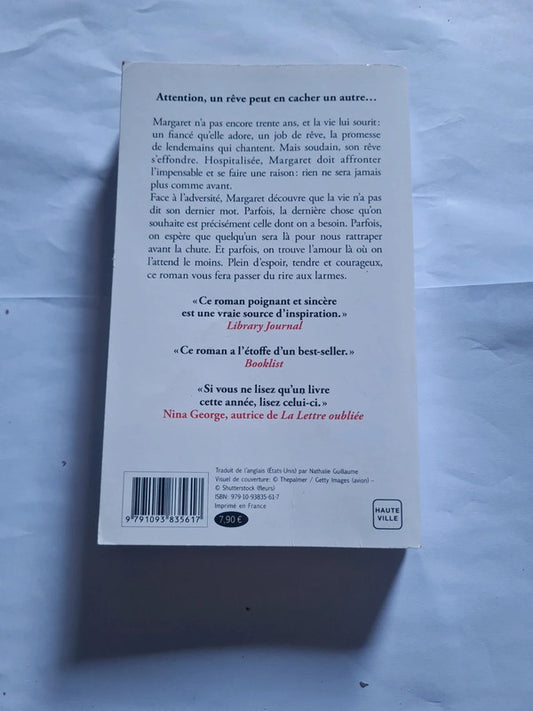 Attention, un rêve peut en cacher un autre…
Margaret n'a pas encore trente ans, et la vie lui sourit :
un fiancé qu'elle adore, un job de rêve, la promesse
de lendemains qui chantent. Mais soudain, son rêve
s'effondre. Hospitalisée, Margaret doit affronter
l'impensable et se faire une raison : rien ne sera jamais
plus comme avant.
Face à l'adversité, Margaret découvre que la vie n'a pas
dit son dernier mot. Parfois, la dernière chose qu'on
souhaite est précisément celle dont on a besoin. Parfois,
on espère que quelqu'un sera là pour nous rattraper
avant la chute. Et parfois, on trouve l'amour là où on
l'attend le moins. Plein d'espoir, tendre et courageux,
ce roman vous fera passer du rire aux larmes.
« Ce roman poignant et sincère
est une vraie source d'inspiration. »
Library Journal
« Ce roman a l'étoffe d'un best-seller. »
Booklist
« Si vous ne lisez qu'un livre
cette année, lisez celui-ci. »
Nina George, autrice de La Lettre oubliée
Traduit de l'anglais (États-Unis) par Nathalie Guillaume
Visuel de couverture : © Thepalmer / Getty Images (avion) –
© Shutterstock (fleurs)
ISBN : 979-10-93835-61-7
Imprimé en France
9 791093 835617
7,90 €
HAUTE
VILLE